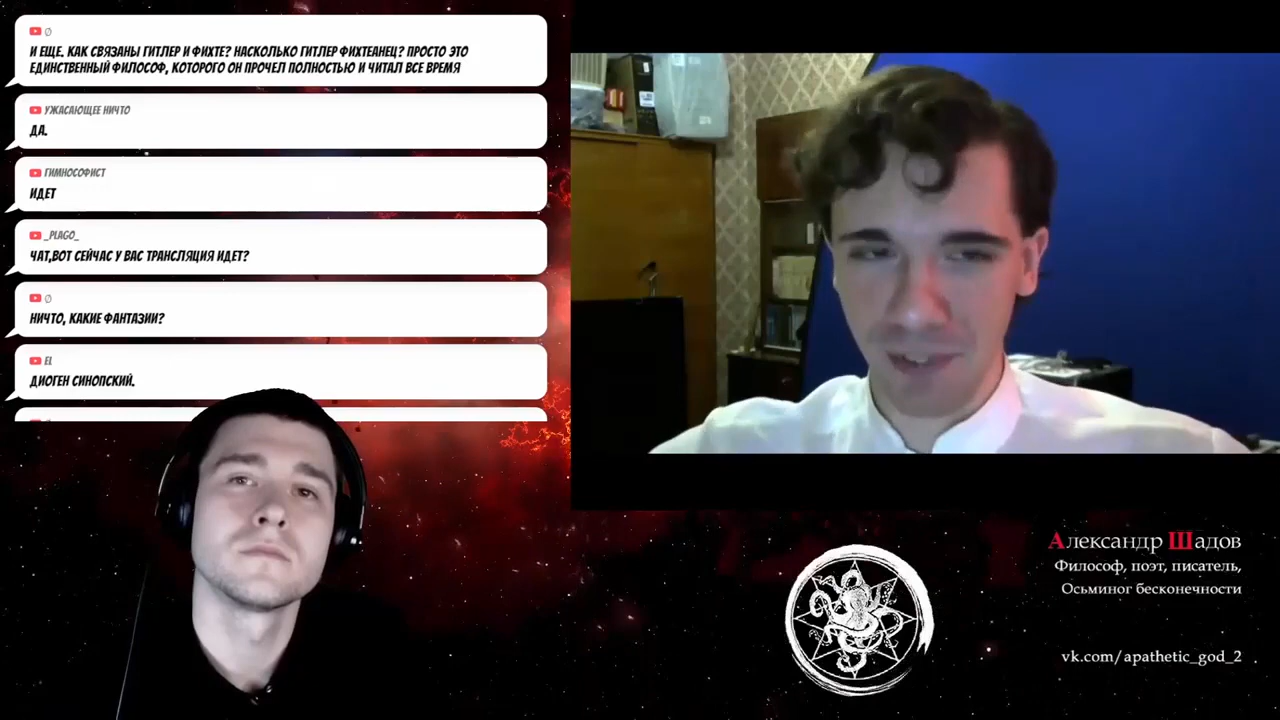 Ø
И ЕЩЕ. КАК СВЯЗАНЫ ГИТЛЕР И ФИХТЕ? НАСКОЛЬКО ГИТЛЕР ФИХТЕАНЕЦ? ПРОСТО ЭТО
ЕДИНСТВЕННЫЙ ФИЛОСОФ, КОТОРОГО ОН ПРОЧЕЛ ПОЛНОСТЬЮ И ЧИТАЛ ВСЕ ВРЕМЯ
УЖАСАЮЩЕЕ НИЧТО
ДА.
ГИМНОСОФИСТ
ИДЕТ
_PLAGO_
ЧАТ,ВОТ СЕЙЧАС У ВАС ТРАНСЛЯЦИЯ ИДЕТ?
Ø
НИЧТО, КАКИЕ ФАНТАЗИИ?
EL
ДИОГЕН СИНОПСКИЙ.
Александр Шадов
Философ, поэт, писатель,
Осьминог бесконечности
vk.com/apathetic_god_2